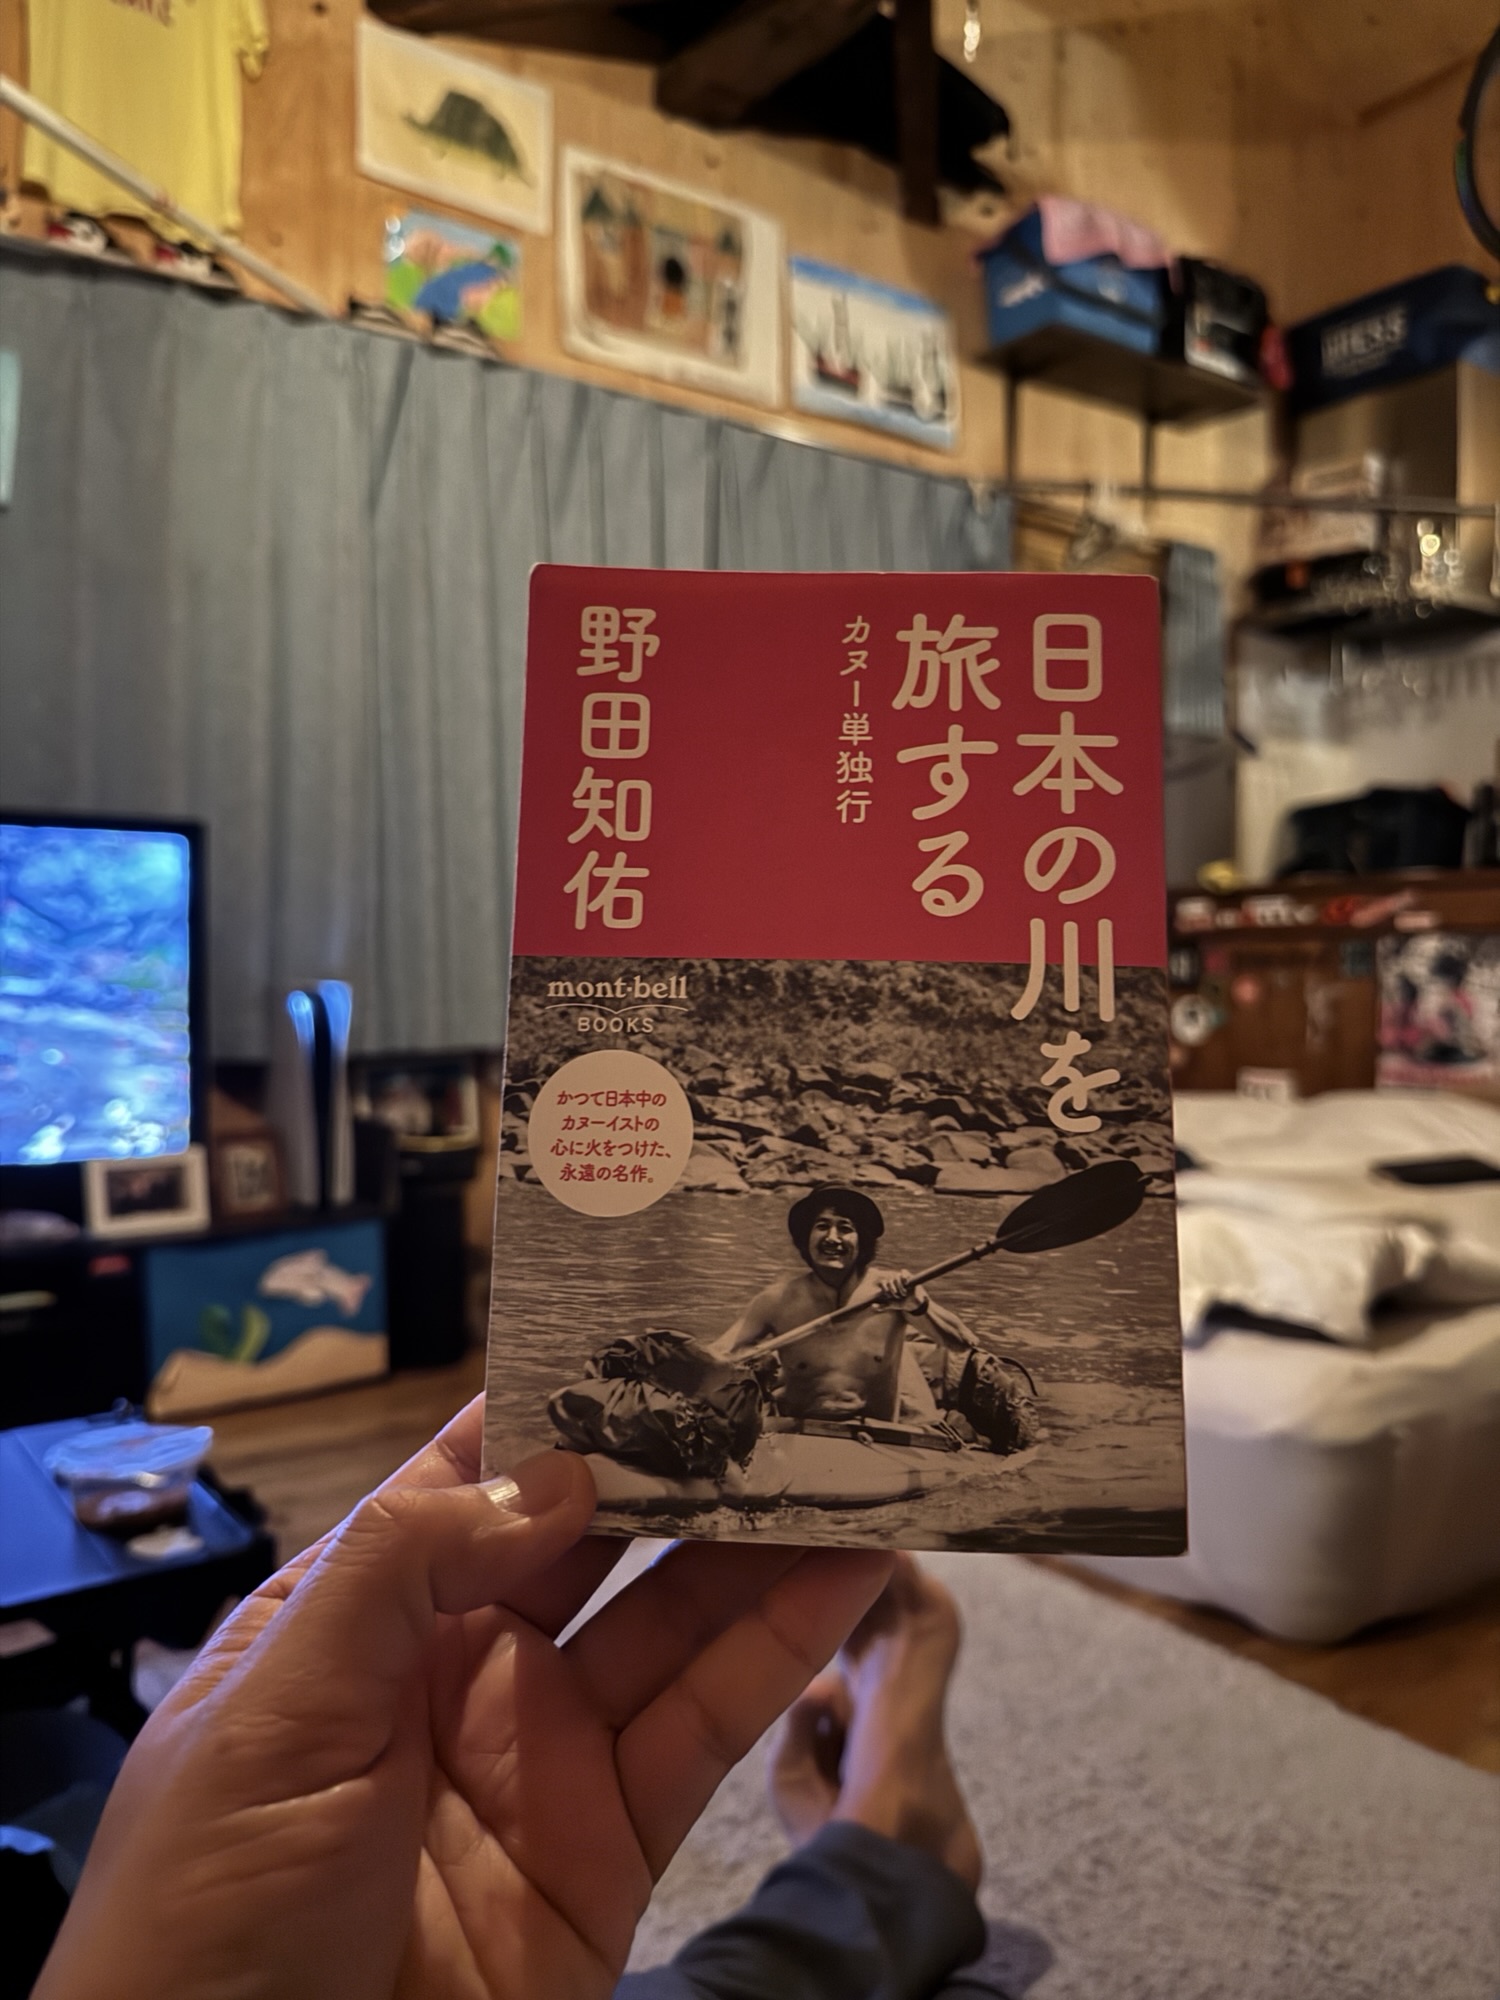 日本の川を
旅する
カヌー単独行
野田知佑
mont·bell
BOOKS
かつて日本中の
カヌーイストの
心に火をつけた、
永遠の名作。